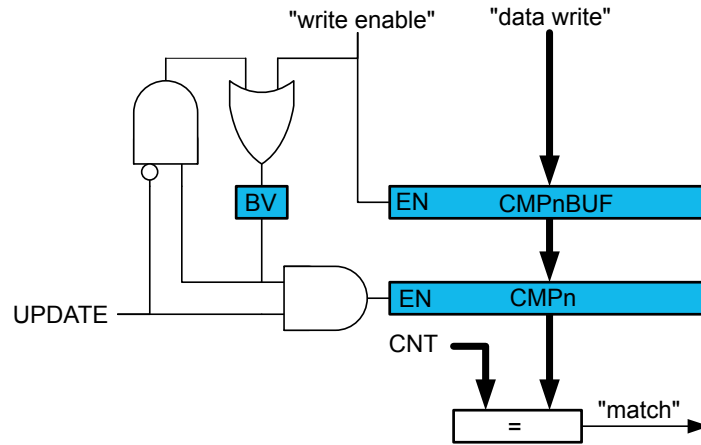 "write enable" "data write"
BV
EN CMPnBUF
EN CMPn
UPDATE
CNT
=
"match"